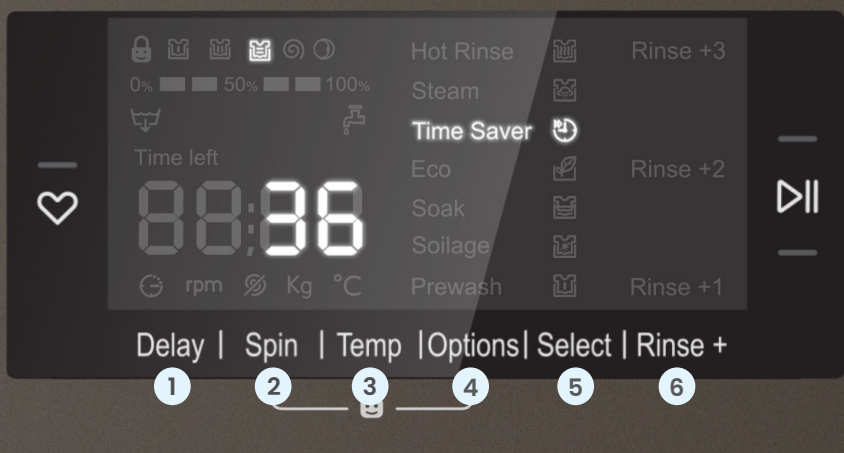 Hot Rinse Rinse +3
0% 50% 100%
Steam
Time Saver
Time left
Eco Rinse +2
88:36
Soak
Soilage
rpm Kg °C
Prewash Rinse +1
Delay | Spin | Temp | Options | Select | Rinse +
1 2 3 4 5 6